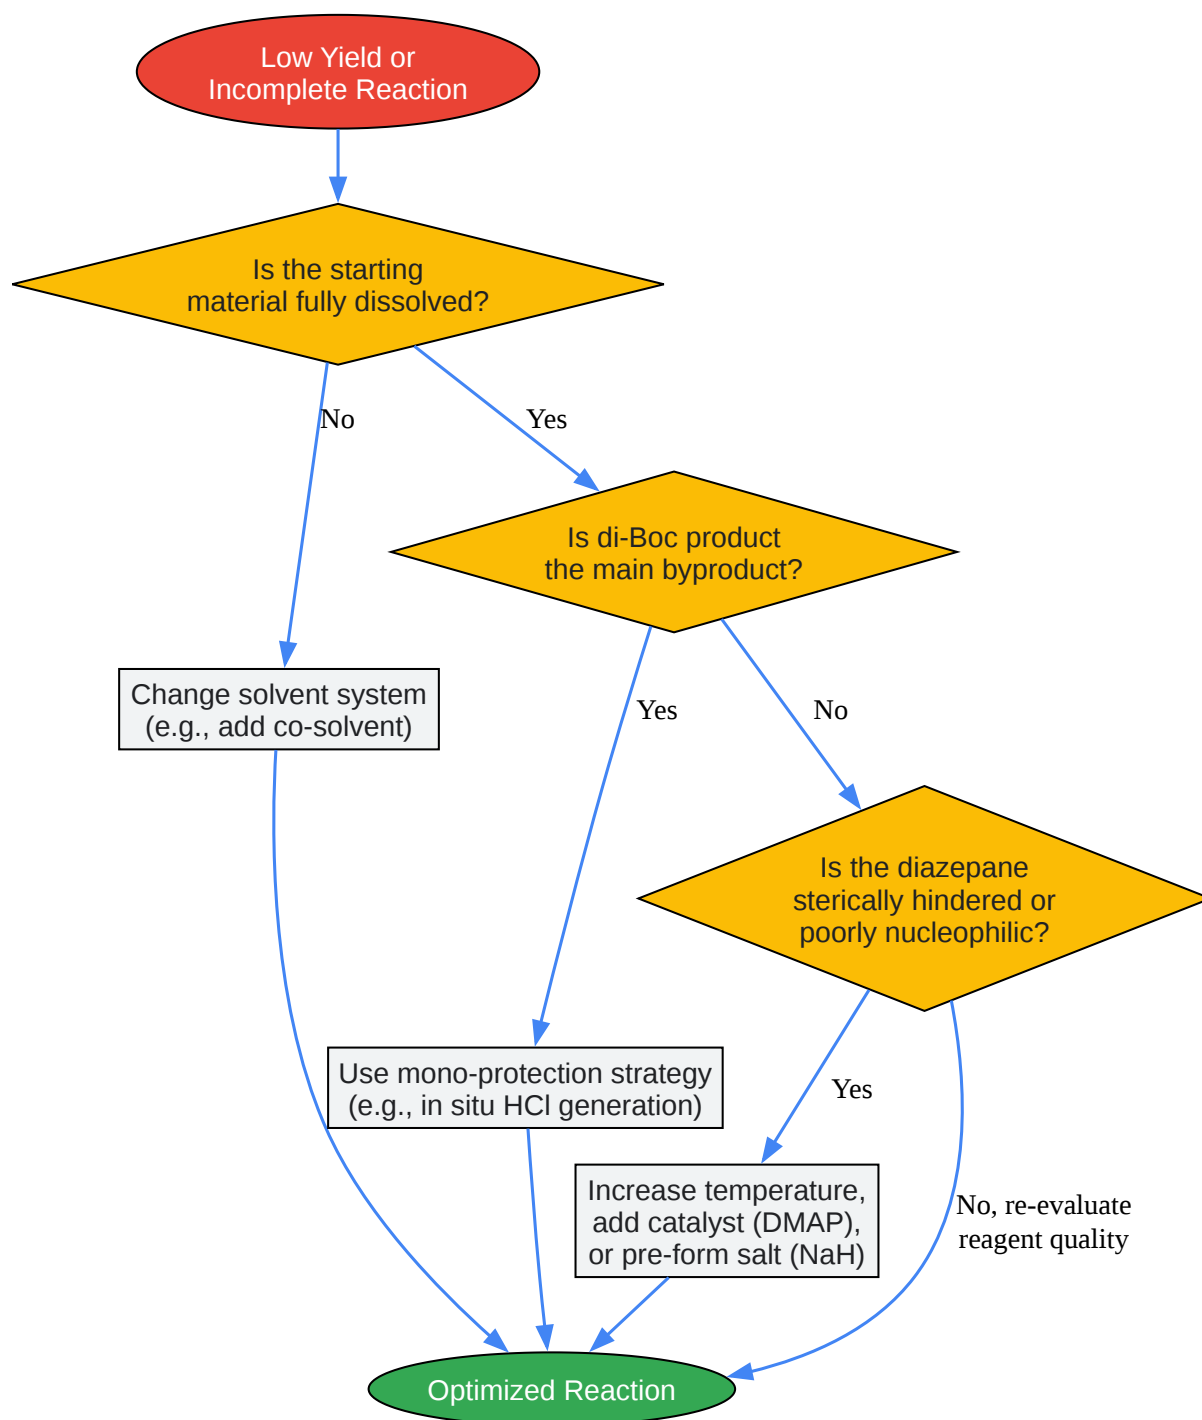 Low Yield or
Incomplete Reaction
Is the starting
material fully dissolved?
No
Yes
Is di-Boc product
the main byproduct?
Change solvent system
(e.g., add co-solvent)
Yes
No
Is the diazepane
sterically hindered or
poorly nucleophilic?
Use mono-protection strategy
(e.g., in situ HCl generation)
Yes
Increase temperature,
add catalyst (DMAP),
or pre-form salt (NaH)
No, re-evaluate
reagent quality
Optimized Reaction